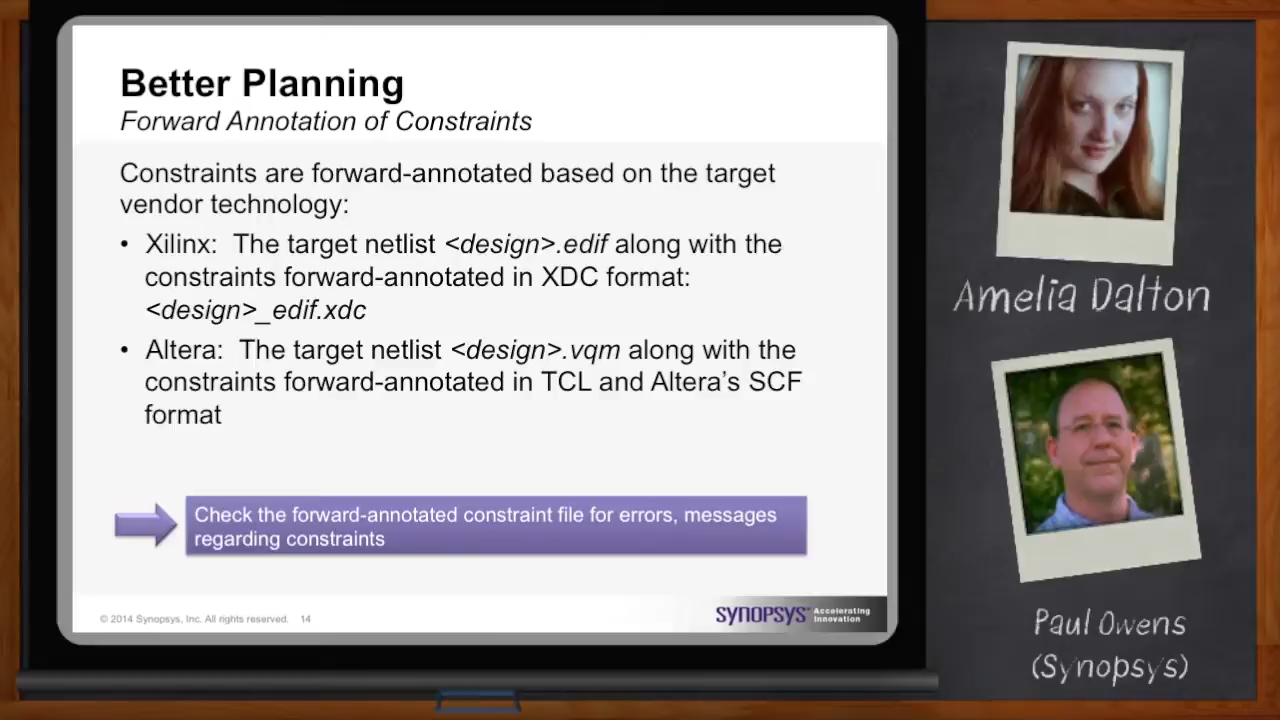 Better Planning
Forward Annotation of Constraints
Constraints are forward-annotated based on the target
vendor technology:
• Xilinx: The target netlist <design>.edif along with the
constraints forward-annotated in XDC format:
<design>_edif.xdc
• Altera: The target netlist <design>.vqm along with the
constraints forward-annotated in TCL and Altera's SCF
format
Check the forward-annotated constraint file for errors, messages
regarding constraints
© 2014 Synopsys, Inc. All rights reserved. 14
SYNOPSYS™ Accelerating
Innovation
Amelia Dalton
Paul Owens
(Synopsys)